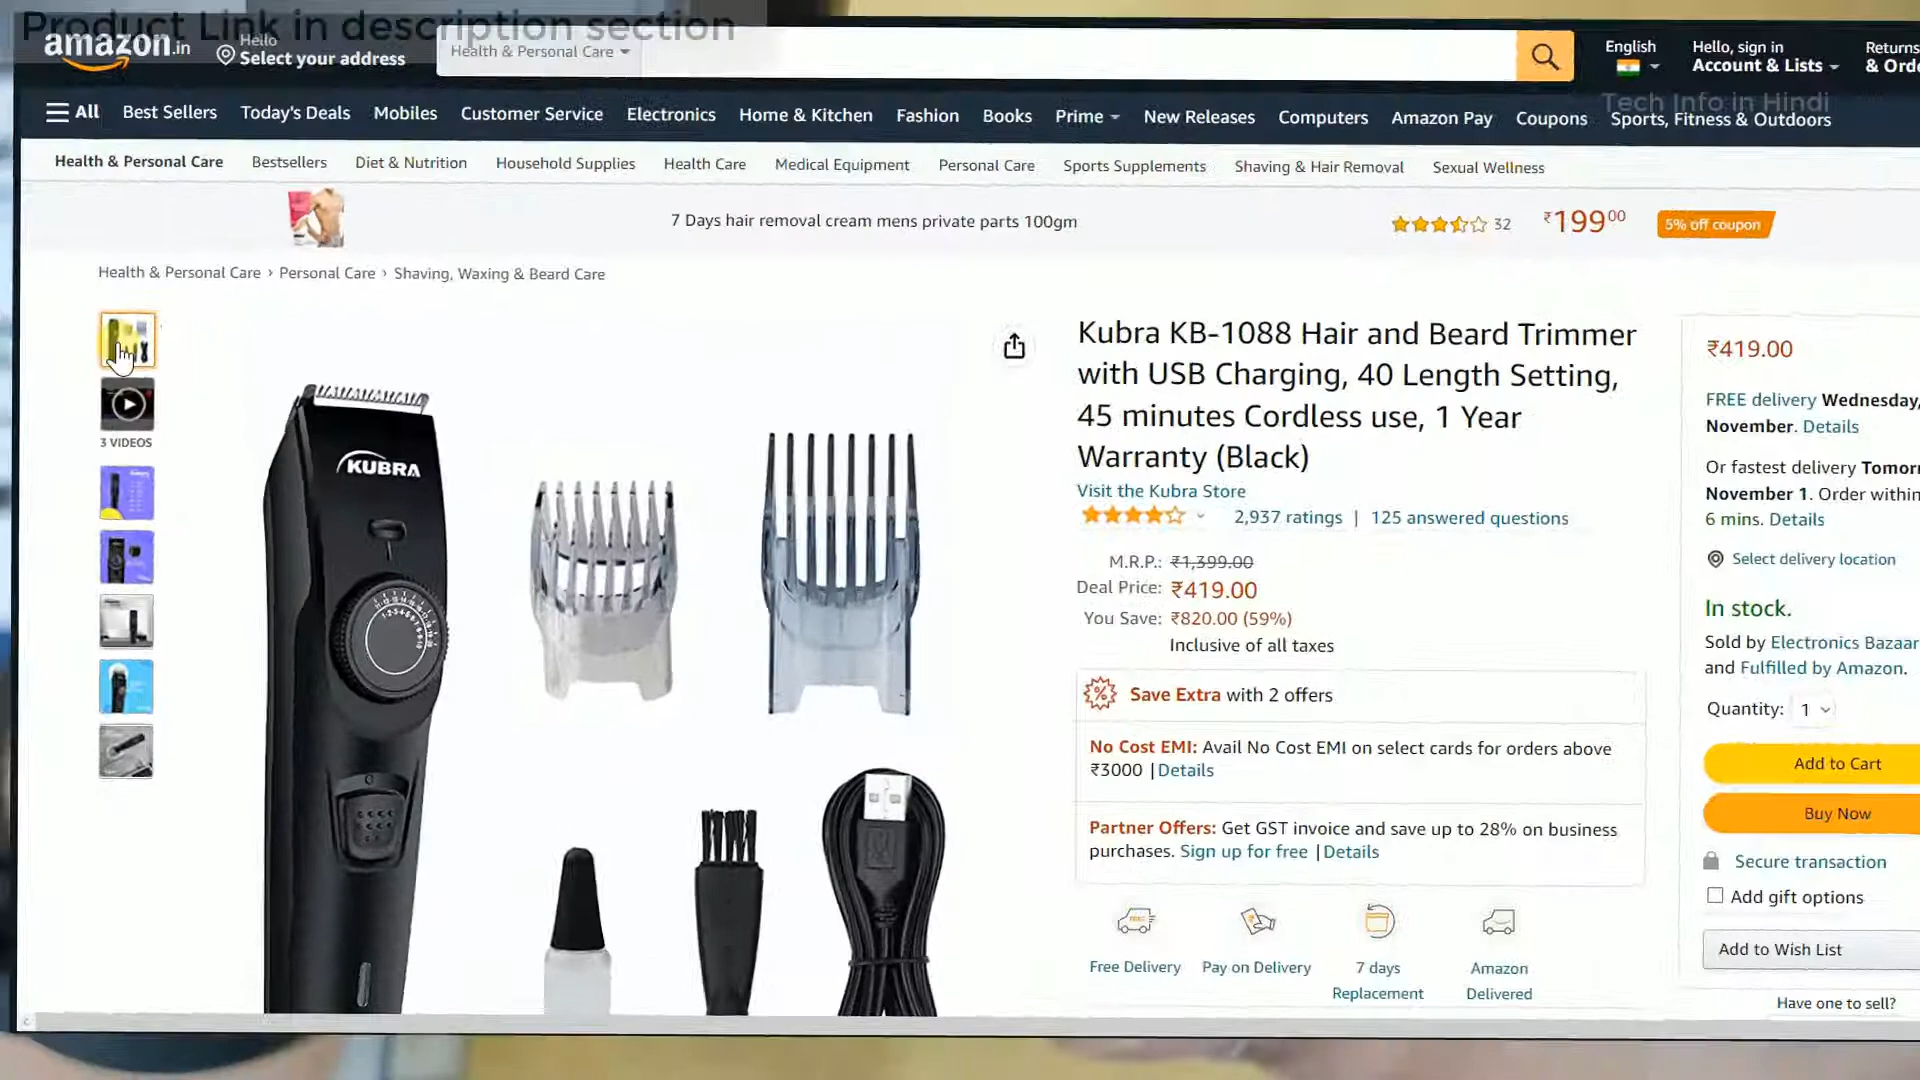 Product Link in description section
amazon.in
Hello
Select your address
Health & Personal Care
English
Hello, sign in
Account & Lists
Returns
& Orde
Tech Info in Hindi
All
Best Sellers
Today's Deals
Mobiles
Customer Service
Electronics
Home & Kitchen
Fashion
Books
Prime
New Releases
Computers
Amazon Pay
Coupons
Sports, Fitness & Outdoors
Health & Personal Care
Bestsellers
Diet & Nutrition
Household Supplies
Health Care
Medical Equipment
Personal Care
Sports Supplements
Shaving & Hair Removal
Sexual Wellness
7 Days hair removal cream mens private parts 100gm
32
₹19900
5% off coupon
Health & Personal Care › Personal Care › Shaving, Waxing & Beard Care
3 VIDEOS
KUBRA
Kubra KB-1088 Hair and Beard Trimmer
with USB Charging, 40 Length Setting,
45 minutes Cordless use, 1 Year
Warranty (Black)
Visit the Kubra Store
2,937 ratings | 125 answered questions
M.R.P.: ₹1,399.00
Deal Price: ₹419.00
You Save: ₹820.00 (59%)
Inclusive of all taxes
Save Extra with 2 offers
No Cost EMI: Avail No Cost EMI on select cards for orders above
₹3000 |Details
Partner Offers: Get GST invoice and save up to 28% on business
purchases. Sign up for free |Details
Free Delivery
Pay on Delivery
7 days
Replacement
Amazon
Delivered
₹419.00
FREE delivery Wednesday,
November. Details
Or fastest delivery Tomor
November 1. Order within
6 mins. Details
Select delivery location
In stock.
Sold by Electronics Bazaar
and Fulfilled by Amazon.
Quantity: 1
Add to Cart
Buy Now
Secure transaction
Add gift options
Add to Wish List
Have one to sell?